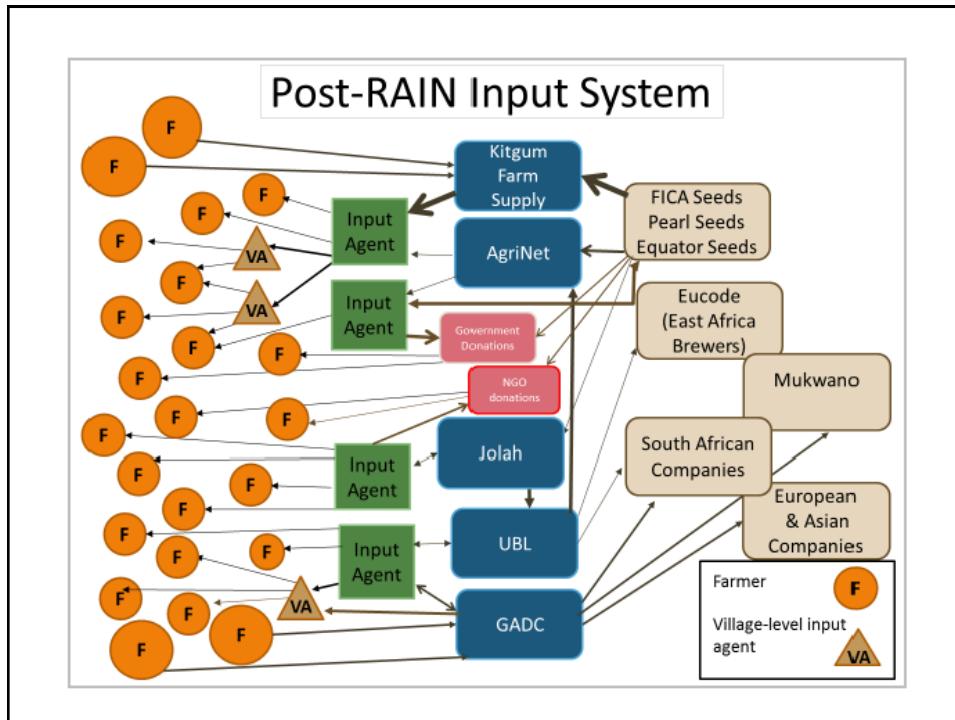 Post-RAIN Input System
F
F
Kitgum
Farm
Supply
F
F
Input
Agent
FICA Seeds
Pearl Seeds
Equator Seeds
F
VA
AgriNet
F
VA
F
Input
Agent
Eucode
(East Africa
Brewers)
F
F
Government
Donations
F
NGO
donations
Mukwano
F
F
F
F
Input
Agent
Jolah
South African
Companies
F
F
European
& Asian
Companies
F
F
F
Input
Agent
UBL
F
F
VA
GADC
F
F
Farmer
F
Village-level input
agent
VA